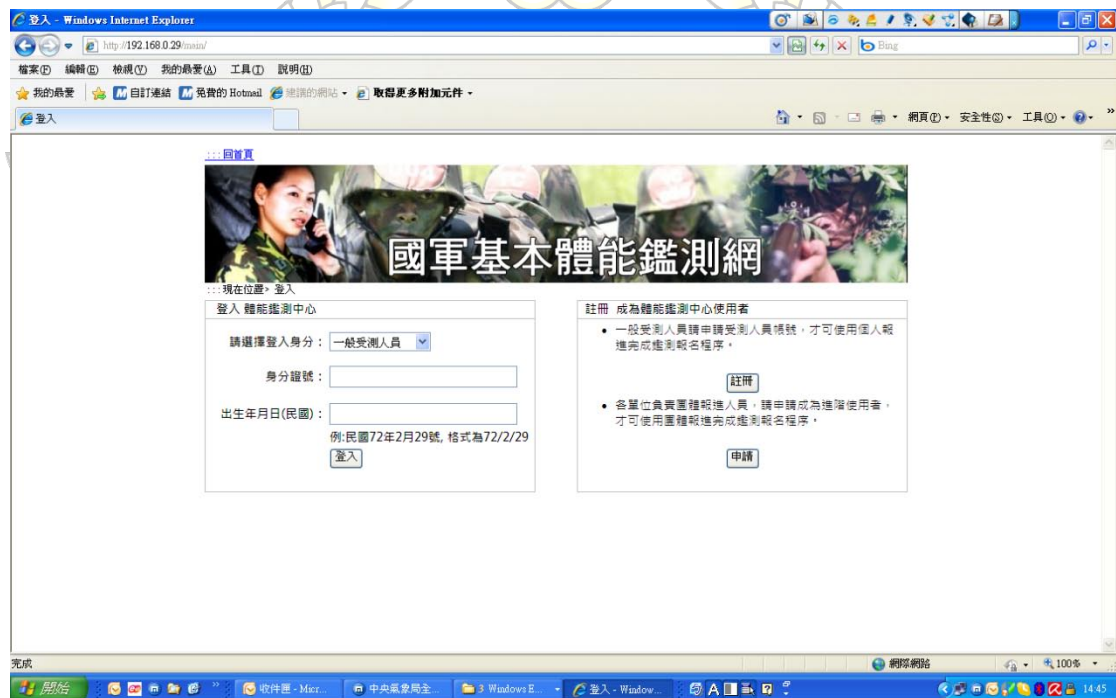 登入 - Windows Internet Explorer
http://192.168.0.29/main/
Bing
檔案(F) 編輯(E) 檢視(V) 我的最愛(A) 工具(T) 說明(H)
我的最愛 自訂連結 免費的 Hotmail 建議的網站 取得更多附加元件
登入
網頁(P) 安全性(S) 工具(O)
:::回首頁
國軍基本體能鑑測網
:::現在位置> 登入
登入 體能鑑測中心
請選擇登入身分: 一般受測人員
身分證號:
出生年月日(民國):
例:民國72年2月29號, 格式為72/2/29
登入
註冊 成為體能鑑測中心使用者
• 一般受測人員請申請受測人員帳號,才可使用個人報
進完成鑑測報名程序。
註冊
• 各單位負責團體報進人員,請申請成為進階使用者,
才可使用團體報進完成鑑測報名程序。
申請
完成
網際網路
100%
開始
收件匣 - Micr...
中央氣象局全...
3 Windows E...
登入 - Window...
14:45